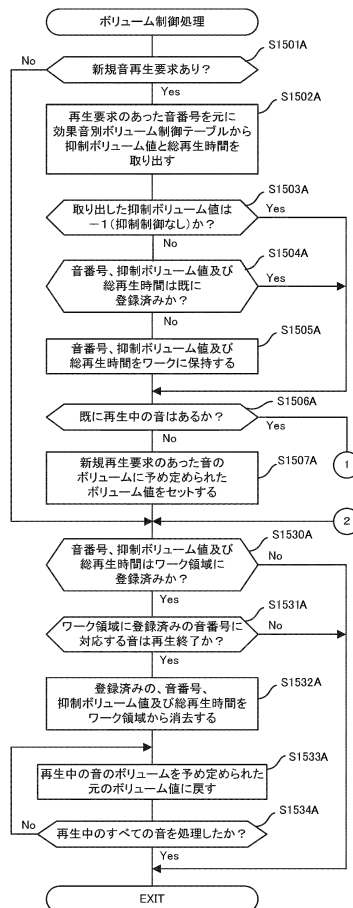 ボリューム制御処理
S1501A
No
新規音再生要求あり？
Yes
S1502A
再生要求のあった音番号を元に
効果音別ボリューム制御テーブルから
抑制ボリューム値と総再生時間を
取り出す
S1503A
取り出した抑制ボリューム値は
－1（抑制制御なし）か？
Yes
No
S1504A
音番号、抑制ボリューム値及び
総再生時間は既に
登録済みか？
Yes
No
S1505A
音番号、抑制ボリューム値及び
総再生時間をワークに保持する
S1506A
既に再生中の音はあるか？
Yes
No
1
S1507A
新規再生要求のあった音の
ボリュームに予め定められた
ボリューム値をセットする
2
S1530A
音番号、抑制ボリューム値及び
総再生時間はワーク領域に
登録済みか？
No
Yes
S1531A
ワーク領域に登録済みの音番号に
対応する音は再生終了か？
No
Yes
S1532A
登録済みの、音番号、
抑制ボリューム値及び総再生時間を
ワーク領域から消去する
S1533A
再生中の音のボリュームを予め定められた
元のボリューム値に戻す
S1534A
No
再生中のすべての音を処理したか？
Yes
EXIT